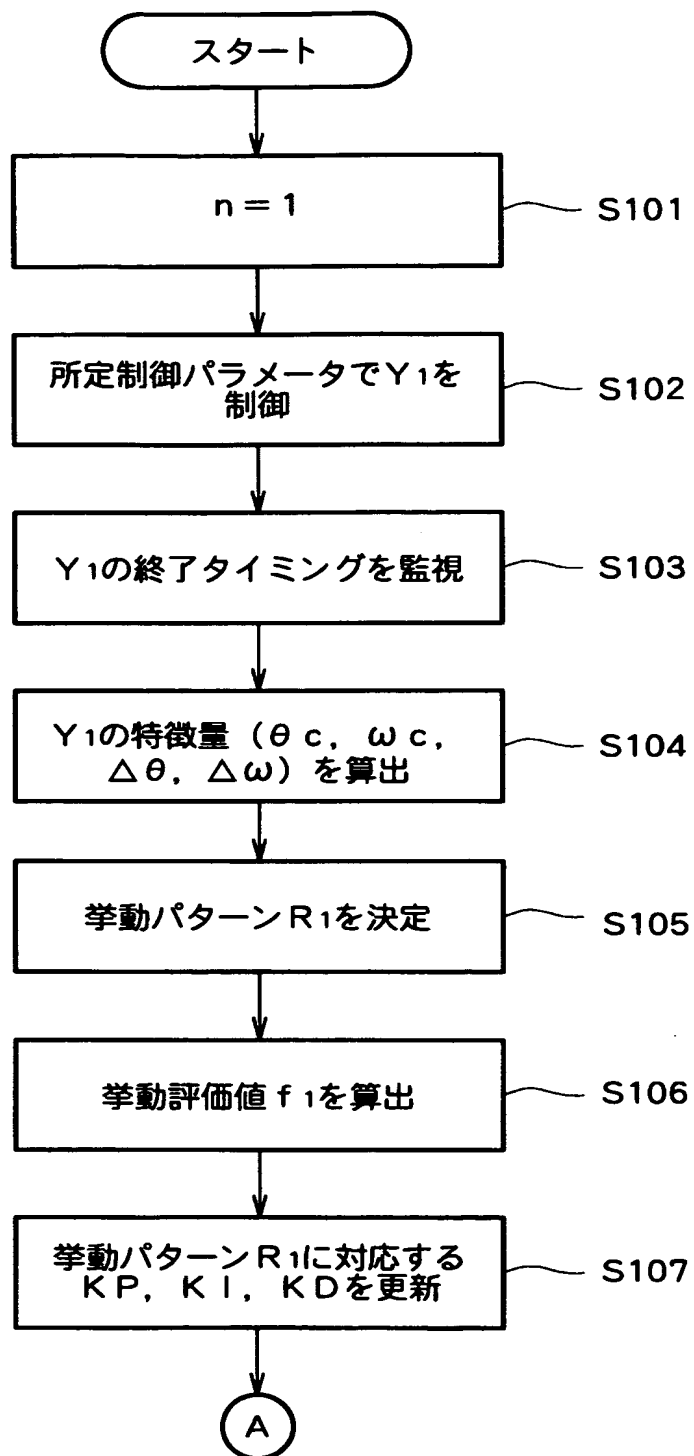 スタート
n=1
S101
所定制御パラメータでY1を
制御
S102
Y1の終了タイミングを監視
S103
Y1の特徴量(θc, ωc,
△θ, △ω)を算出
S104
挙動パターンR1を決定
S105
挙動評価値f1を算出
S106
挙動パターンR1に対応する
KP, KI, KDを更新
S107
A